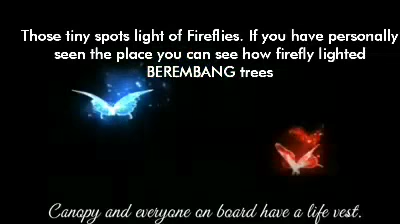 Those tiny spots light of Fireflies. If you have personally
seen the place you can see how firefly lighted
BEREMBANG trees
Canopy and everyone on board have a life vest.